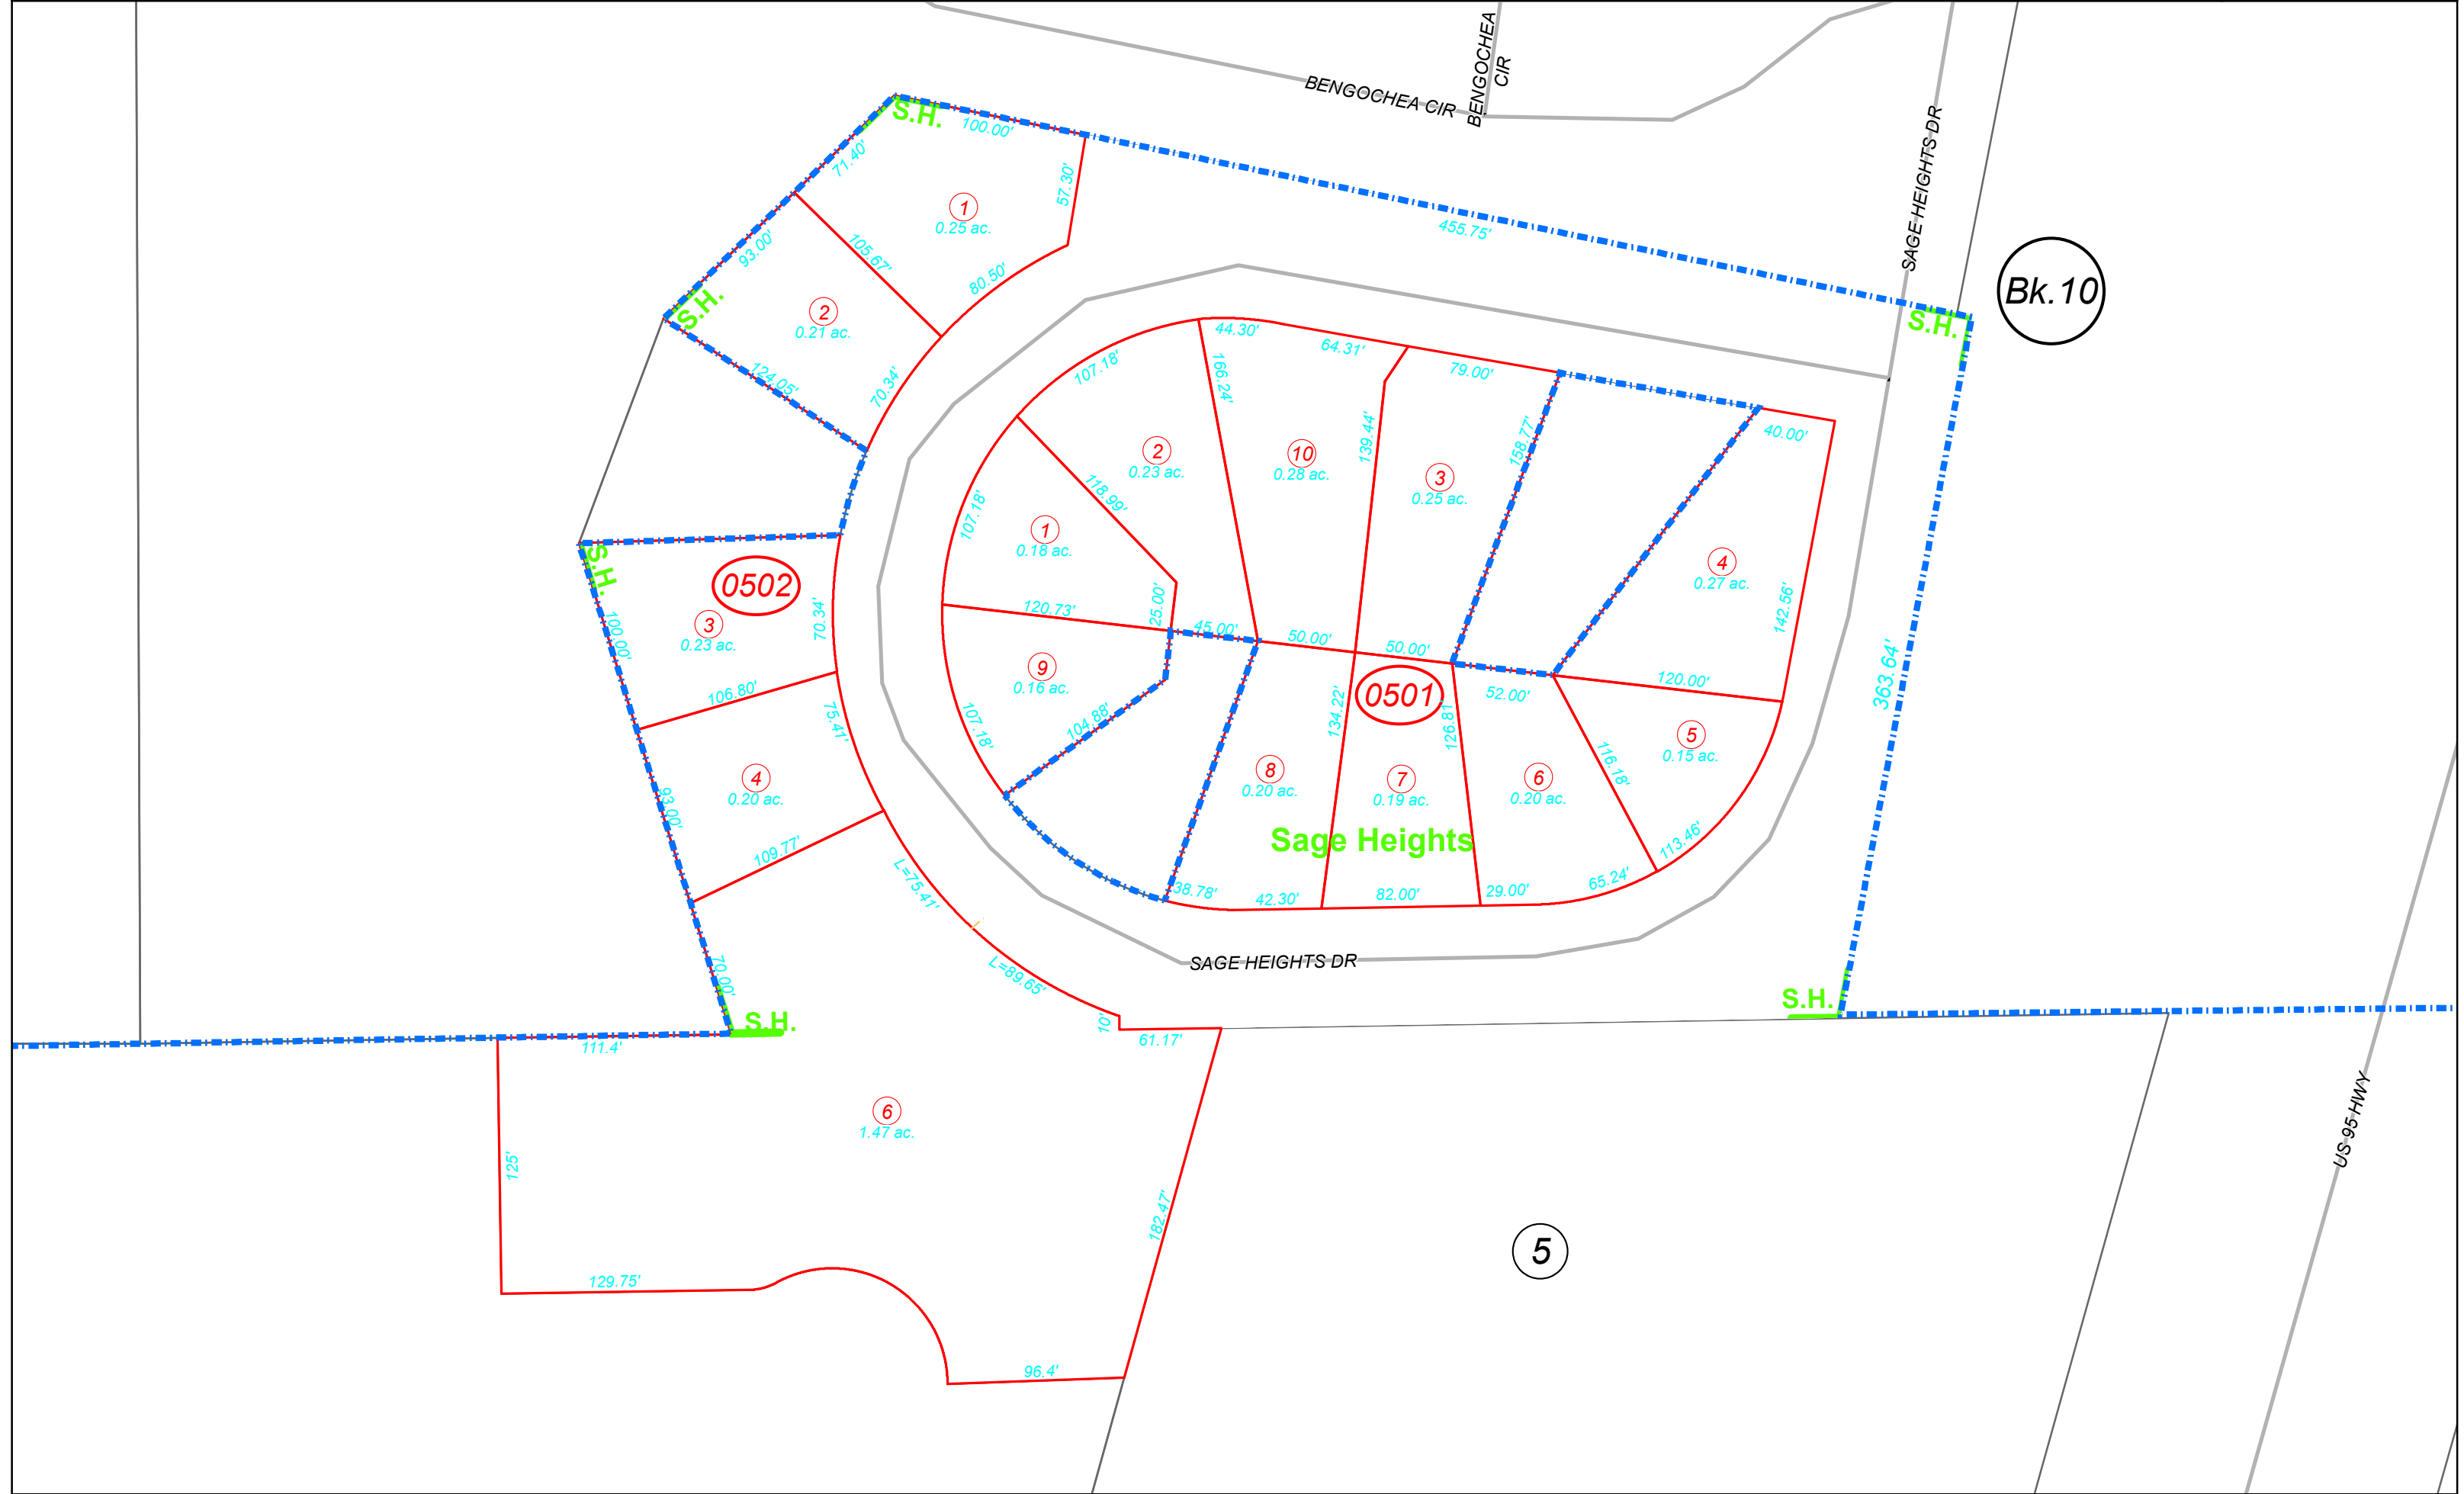 BENGOCHEA CIR
BENGOCHEA
CIR
SAGE HEIGHTS DR
Bk.10
S.H.
100.00'
71.40'
57.30'
1
0.25 ac.
455.75'
93.00'
105.67'
80.50'
S.H.
2
0.21 ac.
124.05'
70.34'
S.H.
44.30'
64.31'
79.00'
40.00'
107.18'
166.24'
139.44'
158.77'
2
0.23 ac.
10
0.28 ac.
3
0.25 ac.
4
0.27 ac.
118.99'
107.18'
1
0.18 ac.
25.00'
142.56'
S.H.
0502
3
0.23 ac.
100.00'
70.34'
120.73'
45.00'
50.00'
50.00'
52.00'
120.00'
363.64'
9
0.16 ac.
0501
106.80'
75.41'
107.18'
104.88'
134.22'
126.81
116.18'
5
0.15 ac.
4
0.20 ac.
93.00'
8
0.20 ac.
7
0.19 ac.
6
0.20 ac.
109.77'
Sage Heights
113.46'
L=75.41'
38.78'
42.30'
82.00'
29.00'
65.24'
SAGE HEIGHTS DR
70.00'
L=89.65'
S.H.
S.H.
10'
61.17'
111.4'
6
1.47 ac.
125'
182.47'
US 95 HWY
5
129.75'
96.4'